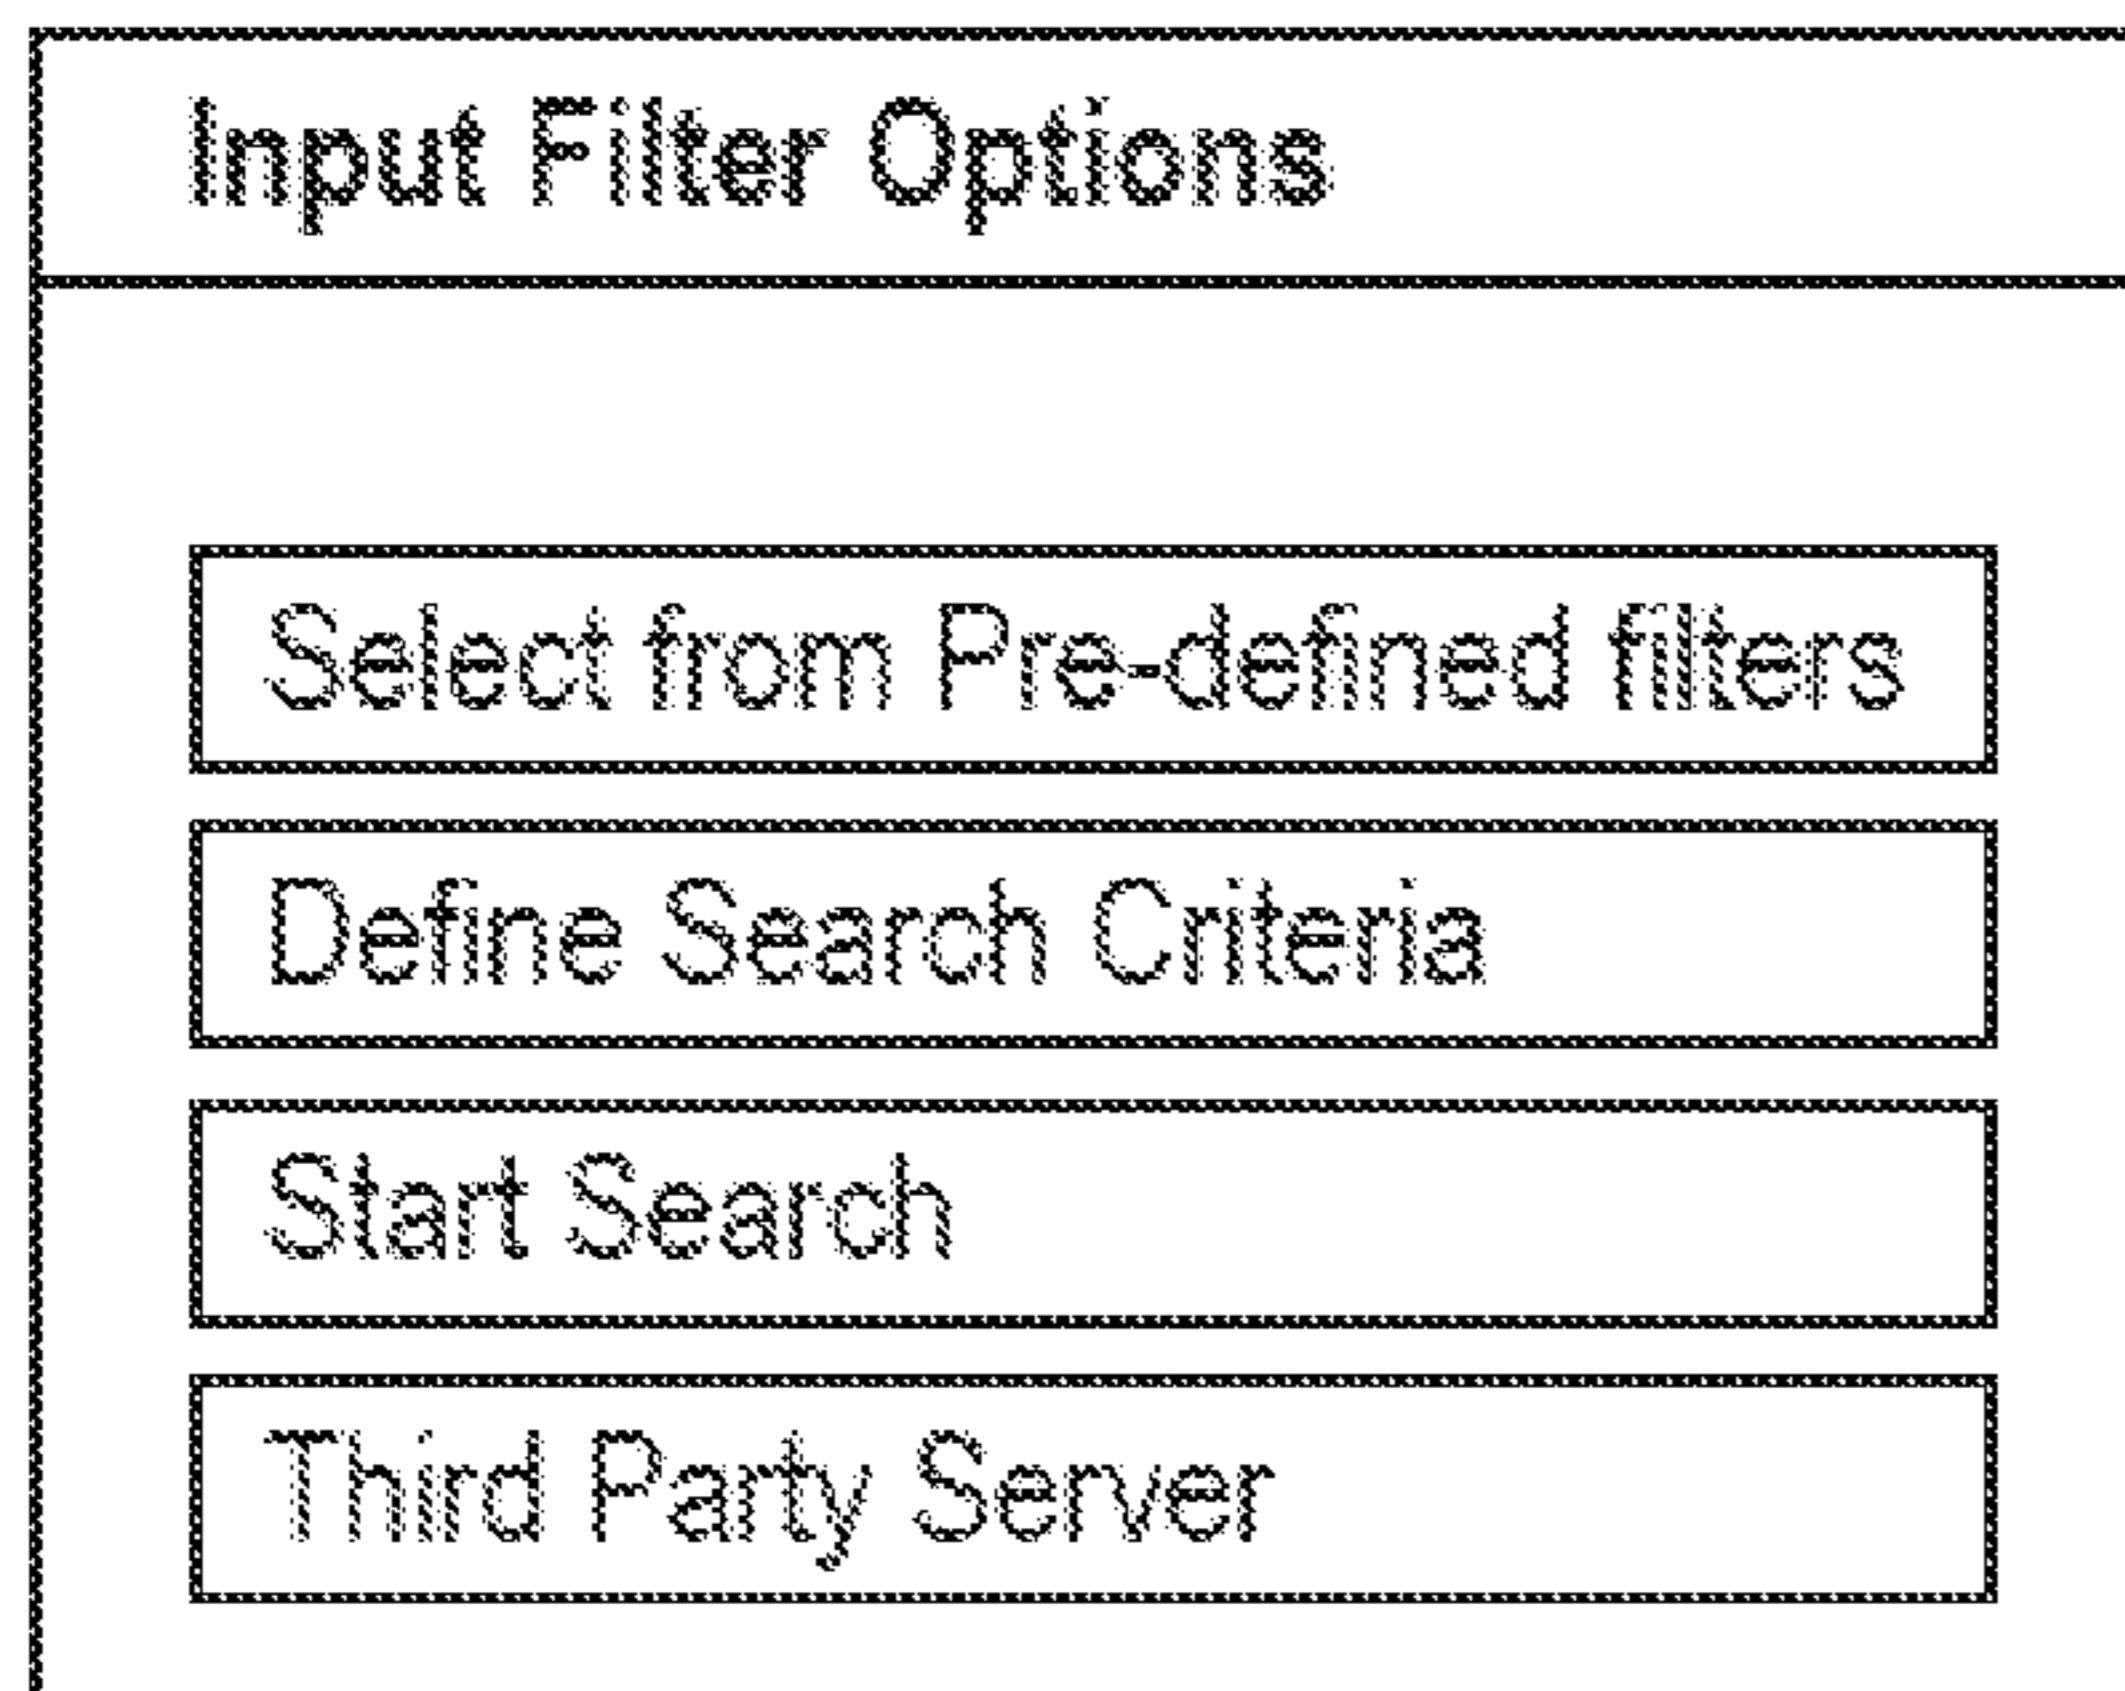 Input Filter Options
Select from Pre-defined filters
Define Search Criteria
Start Search
Third Party Server